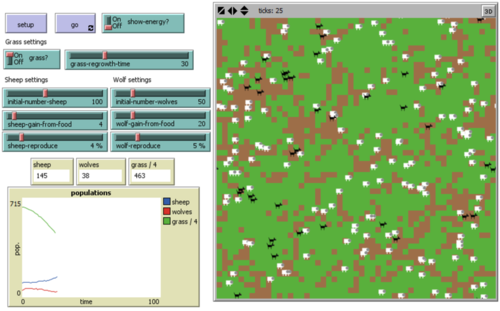 setup
go
On
Off
show-energy?
Grass settings
On
Off
grass?
grass-regrowth-time 30
Sheep settings
Wolf settings
initial-number-sheep 100
initial-number-wolves 50
sheep-gain-from-food 4
wolf-gain-from-food 20
sheep-reproduce 4 %
wolf-reproduce 5 %
sheep
145
wolves
38
grass / 4
463
populations
715
pop.
0
0
time
100
sheep
wolves
grass / 4
ticks: 25
3D